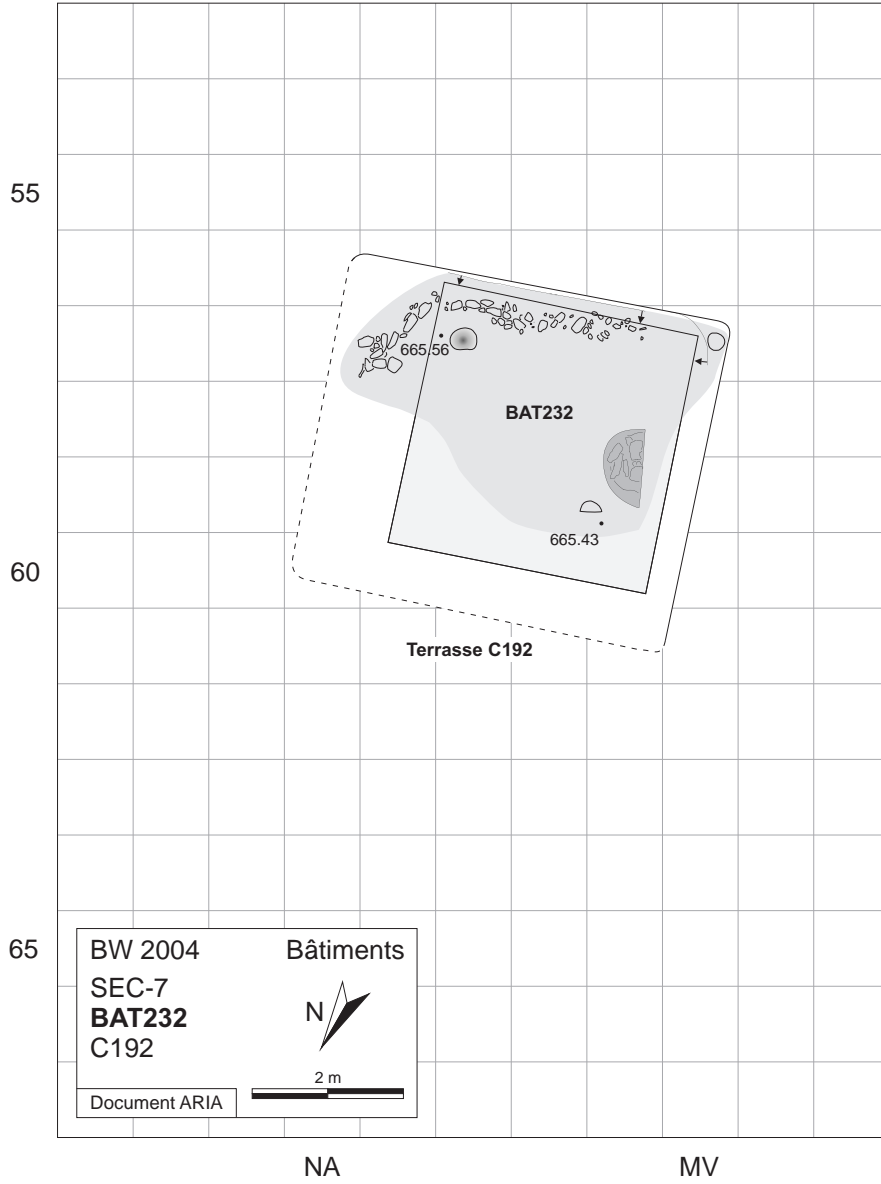 55
665.56
BAT232
665.43
60
Terrasse C192
65
BW 2004 Bâtiments
SEC-7
BAT232
C192
N
2 m
Document ARIA
NA MV